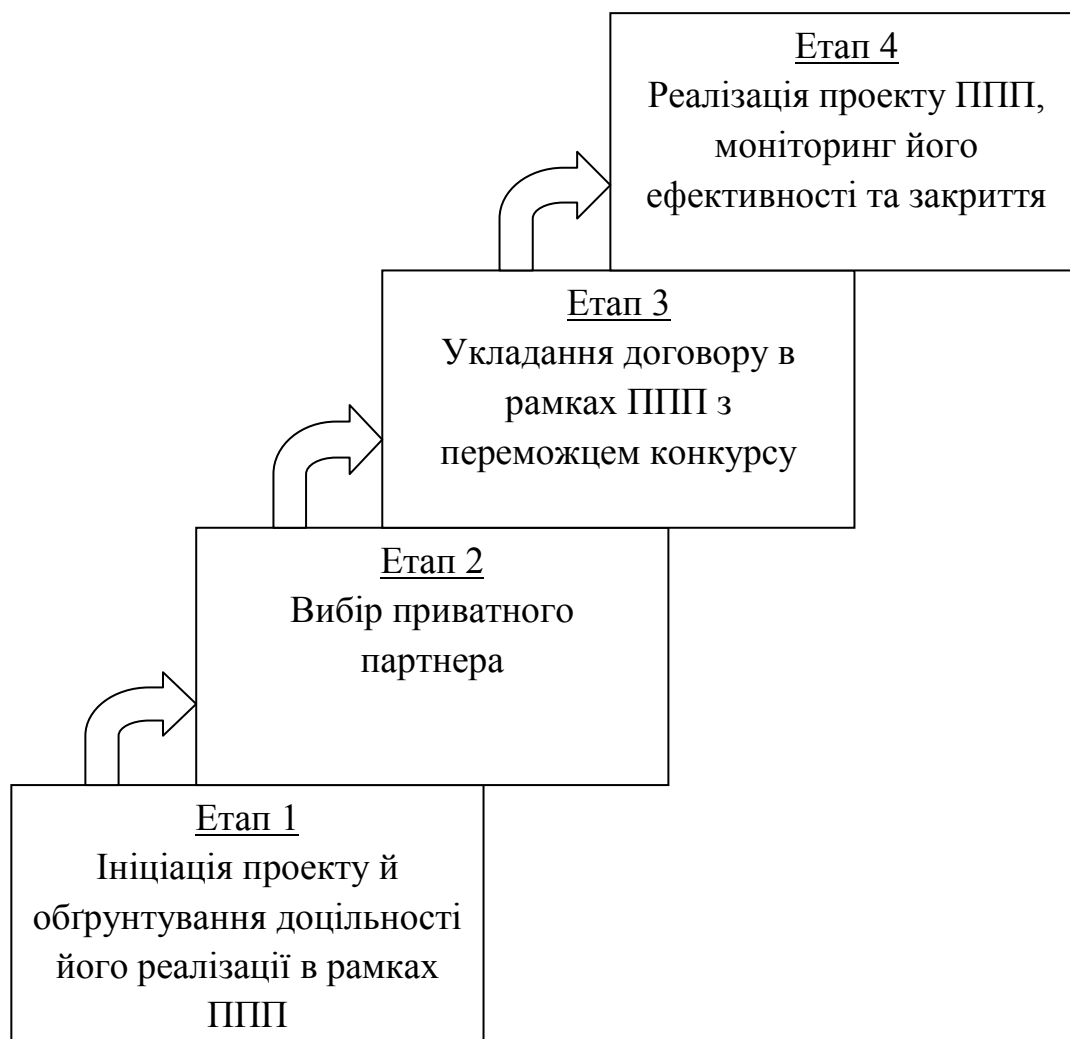 Етап 4
Реалізація проекту ППП,
моніторинг його
ефективності та закриття
Етап 3
Укладання договору в
рамках ППП з
переможцем конкурсу
Етап 2
Вибір приватного
партнера
Етап 1
Ініціація проекту й
обґрунтування доцільності
його реалізації в рамках
ППП